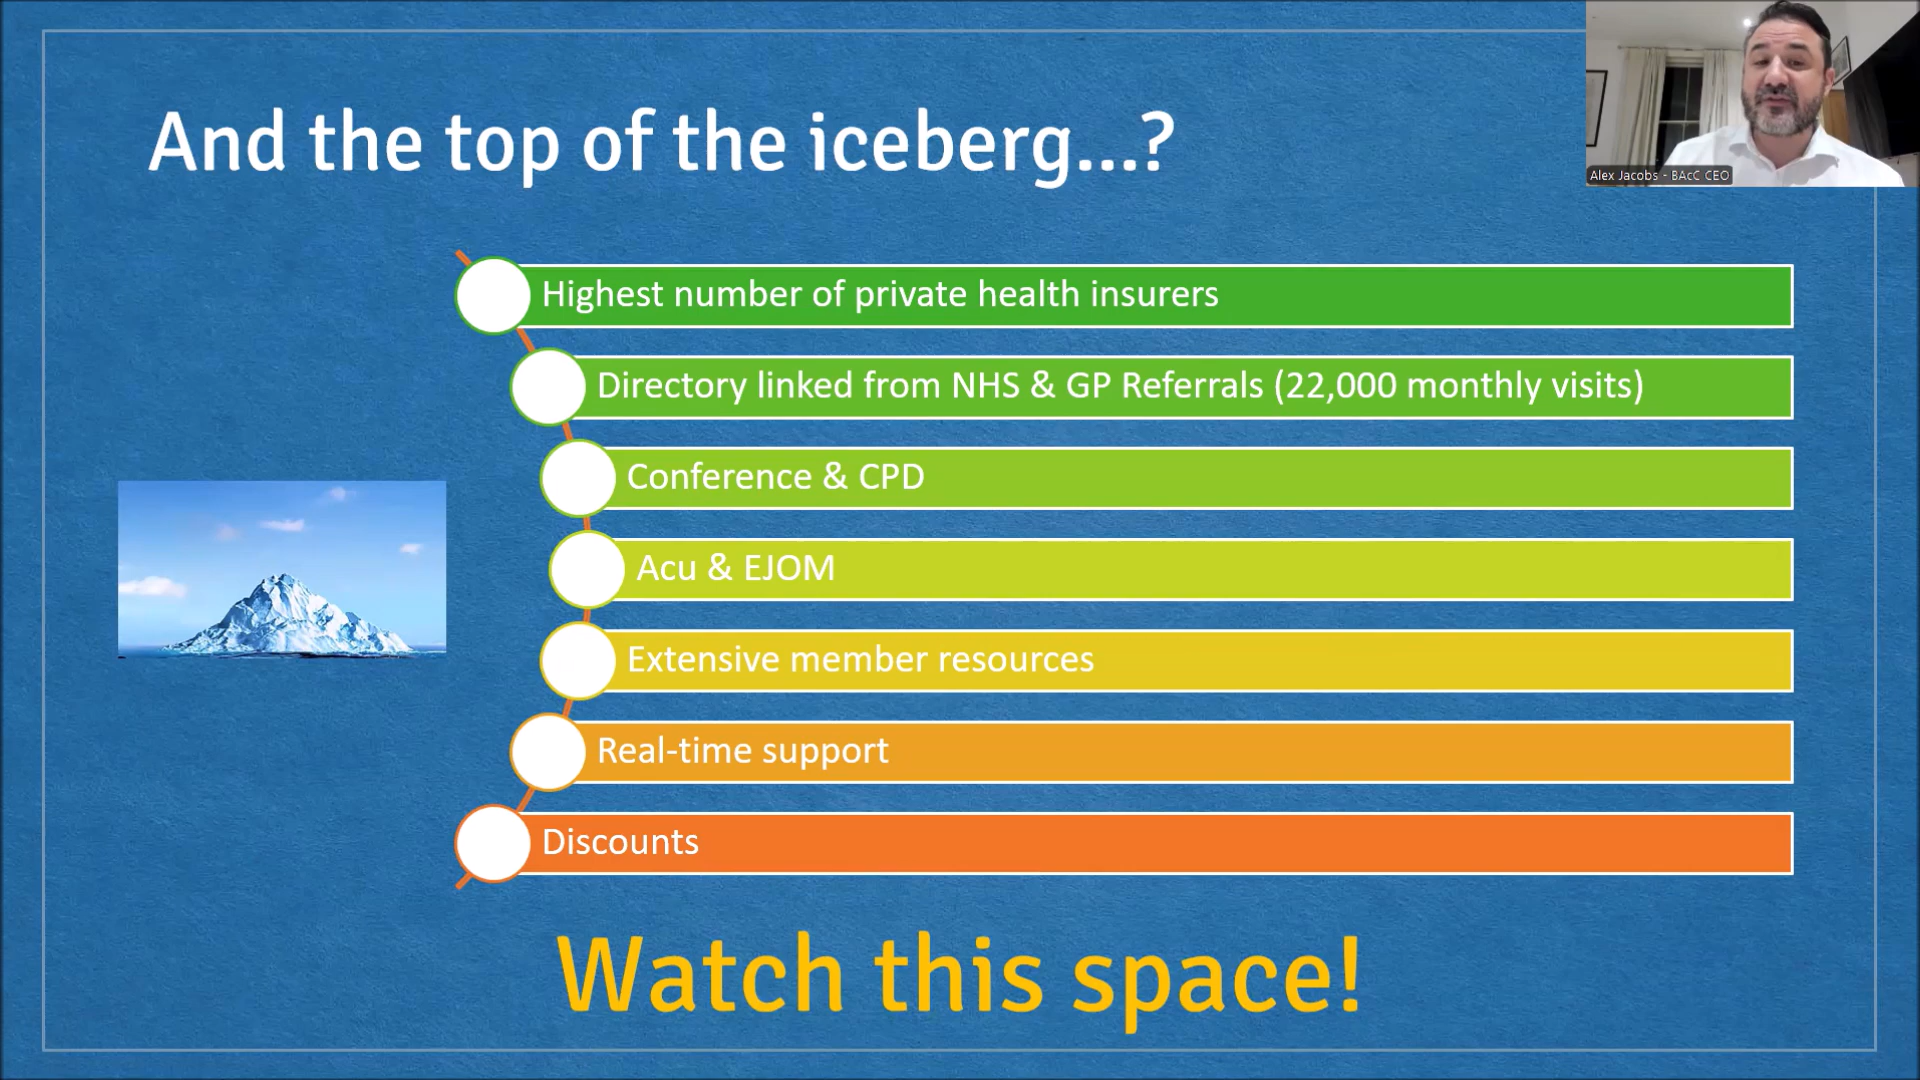 And the top of the iceberg...?
Alex Jacobs - BAcC CEO
Highest number of private health insurers
Directory linked from NHS & GP Referrals (22,000 monthly visits)
Conference & CPD
Acu & EJOM
Extensive member resources
Real-time support
Discounts
Watch this space!